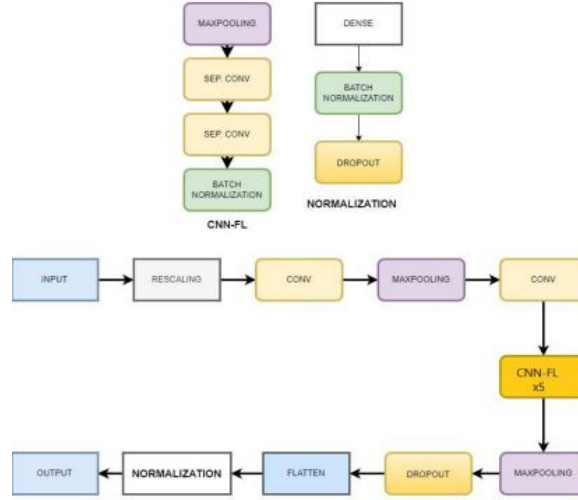 MAXPOOLING
SEP. CONV
SEP. CONV
BATCH
NORMALIZATION
CNN-FL
DENSE
BATCH
NORMALIZATION
DROPOUT
NORMALIZATION
INPUT
RESCALING
CONV
MAXPOOLING
CONV
CNN-FL
x5
OUTPUT
NORMALIZATION
FLATTEN
DROPOUT
MAXPOOLING